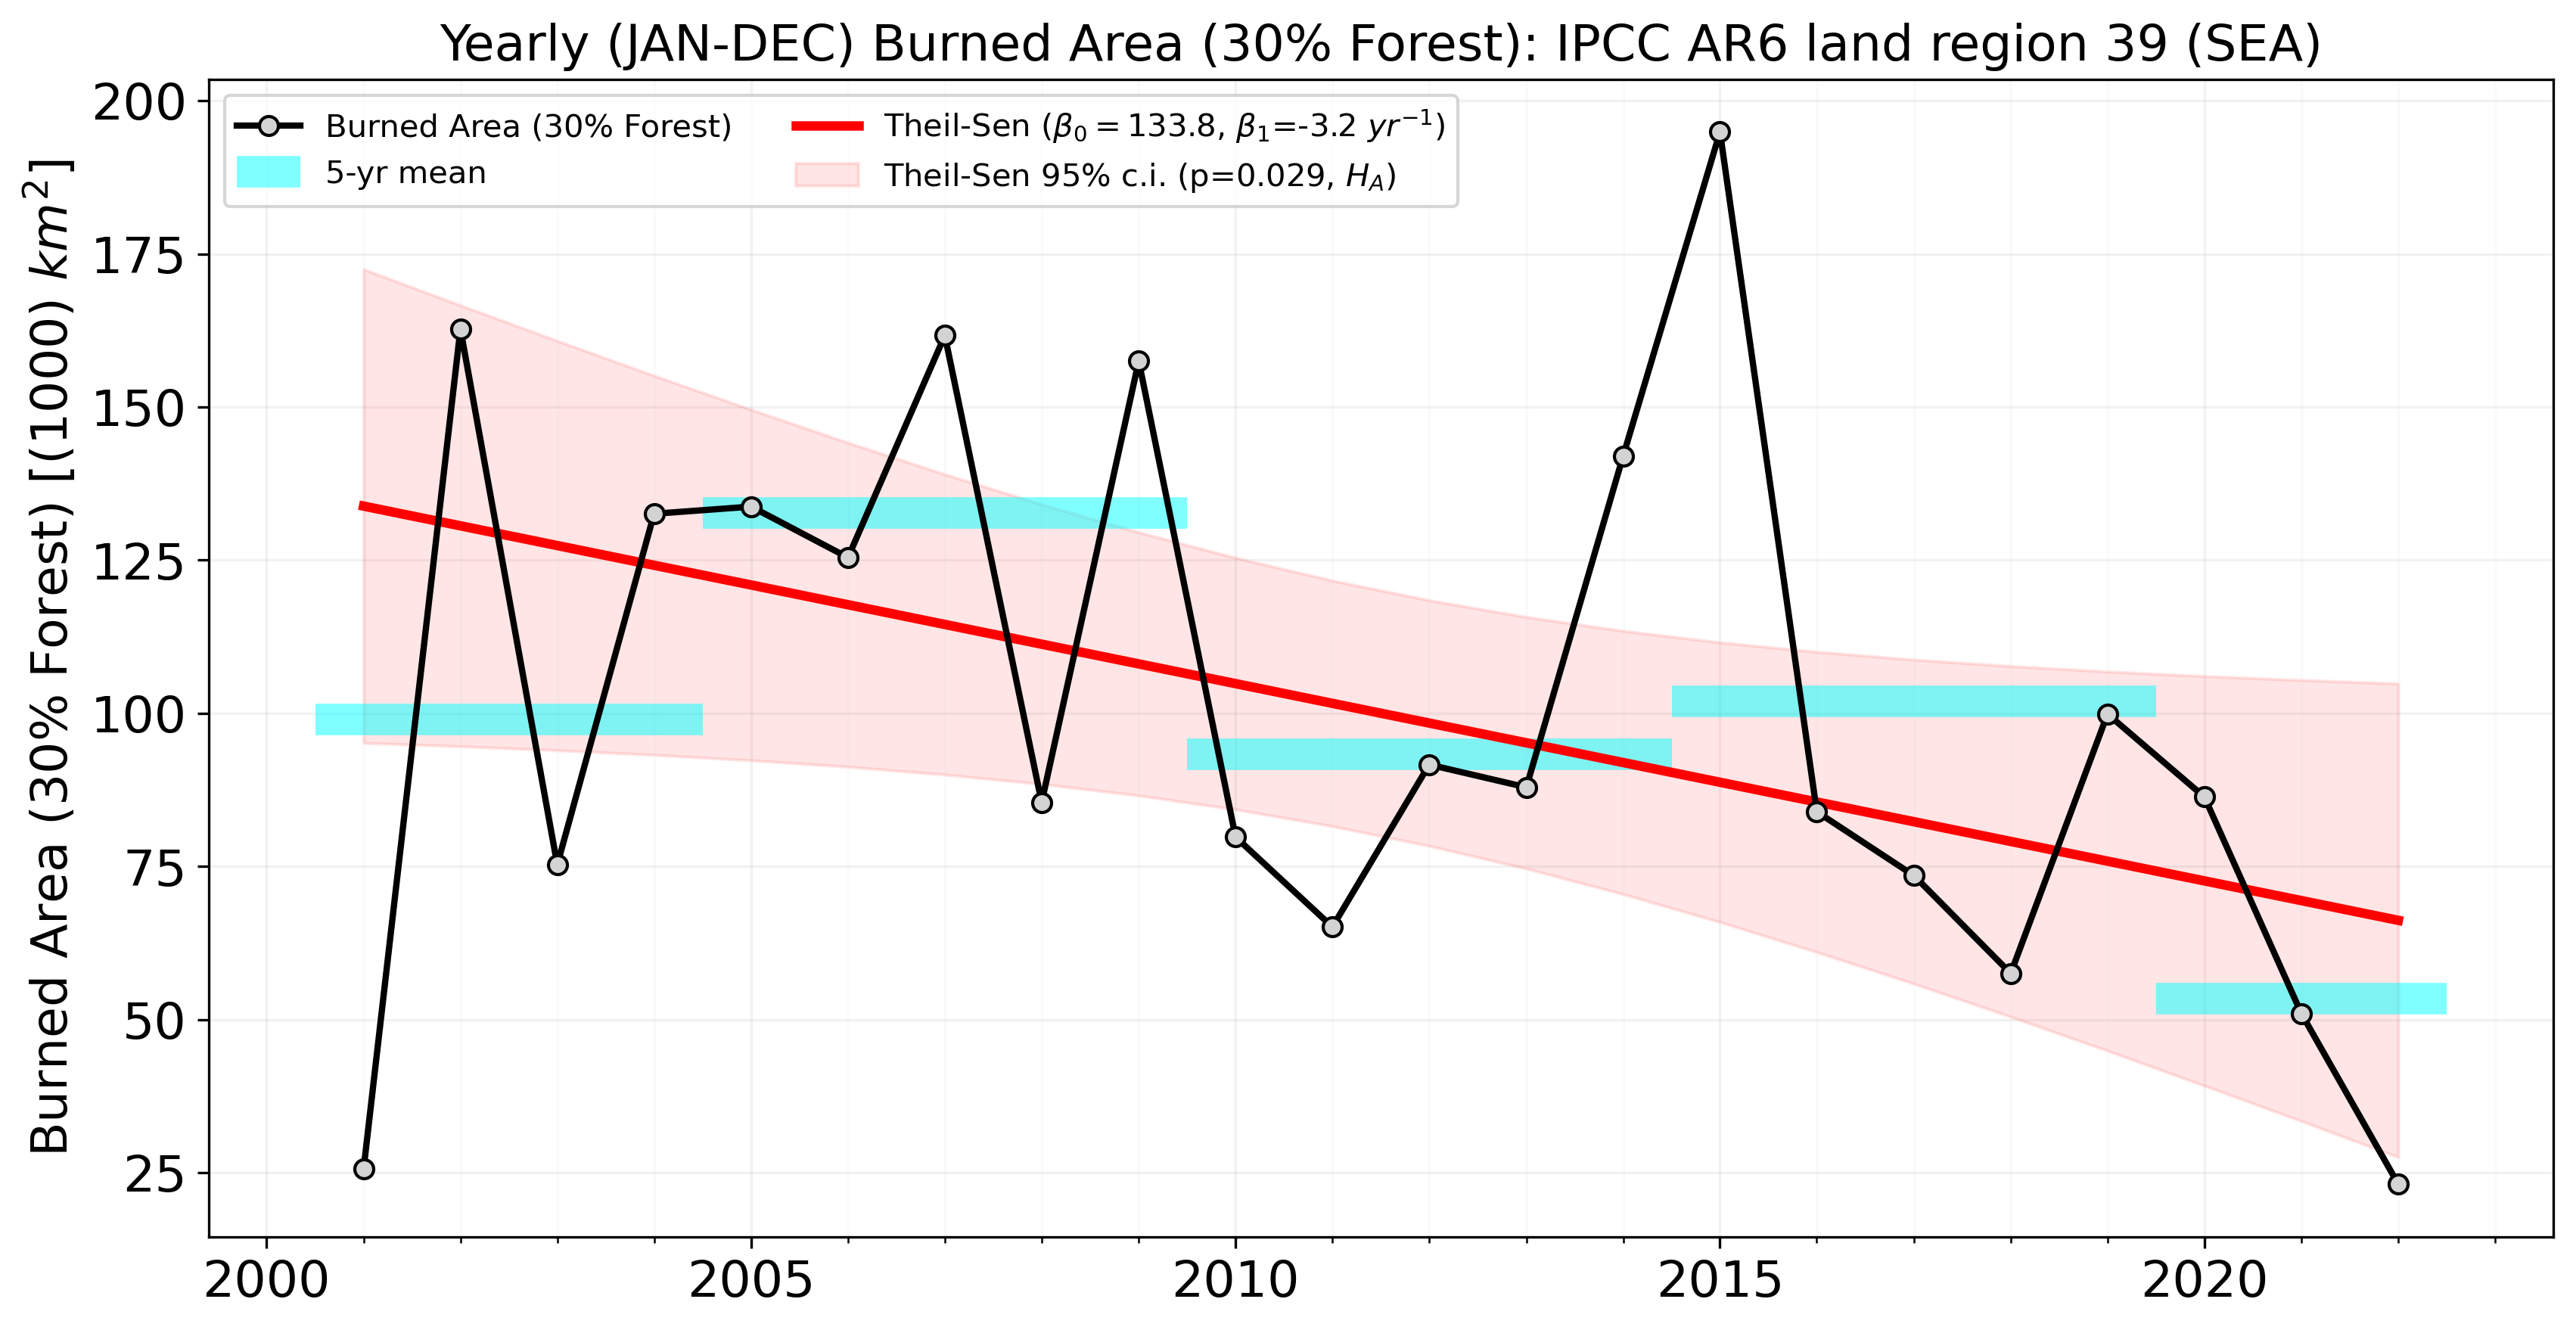 Yearly (JAN-DEC) Burned Area (30% Forest): IPCC AR6 land region 39 (SEA)
Burned Area (30% Forest)
5-yr mean
Theil-Sen (β₀ = 133.8, β₁=-3.2 yr⁻¹)
Theil-Sen 95% c.i. (p=0.029, H_A)
Burned Area (30% Forest) [(1000) km²]
200
175
150
125
100
75
50
25
2000 2005 2010 2015 2020